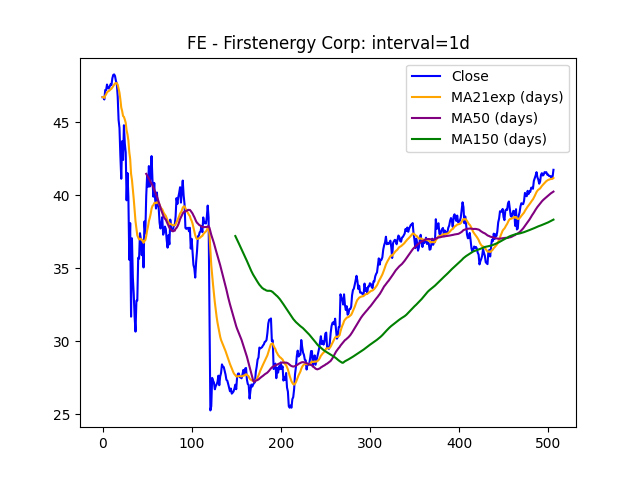 FE - Firstenergy Corp: interval=1d
Close
MA21exp (days)
MA50 (days)
MA150 (days)
45
40
35
30
25
0 100 200 300 400 500